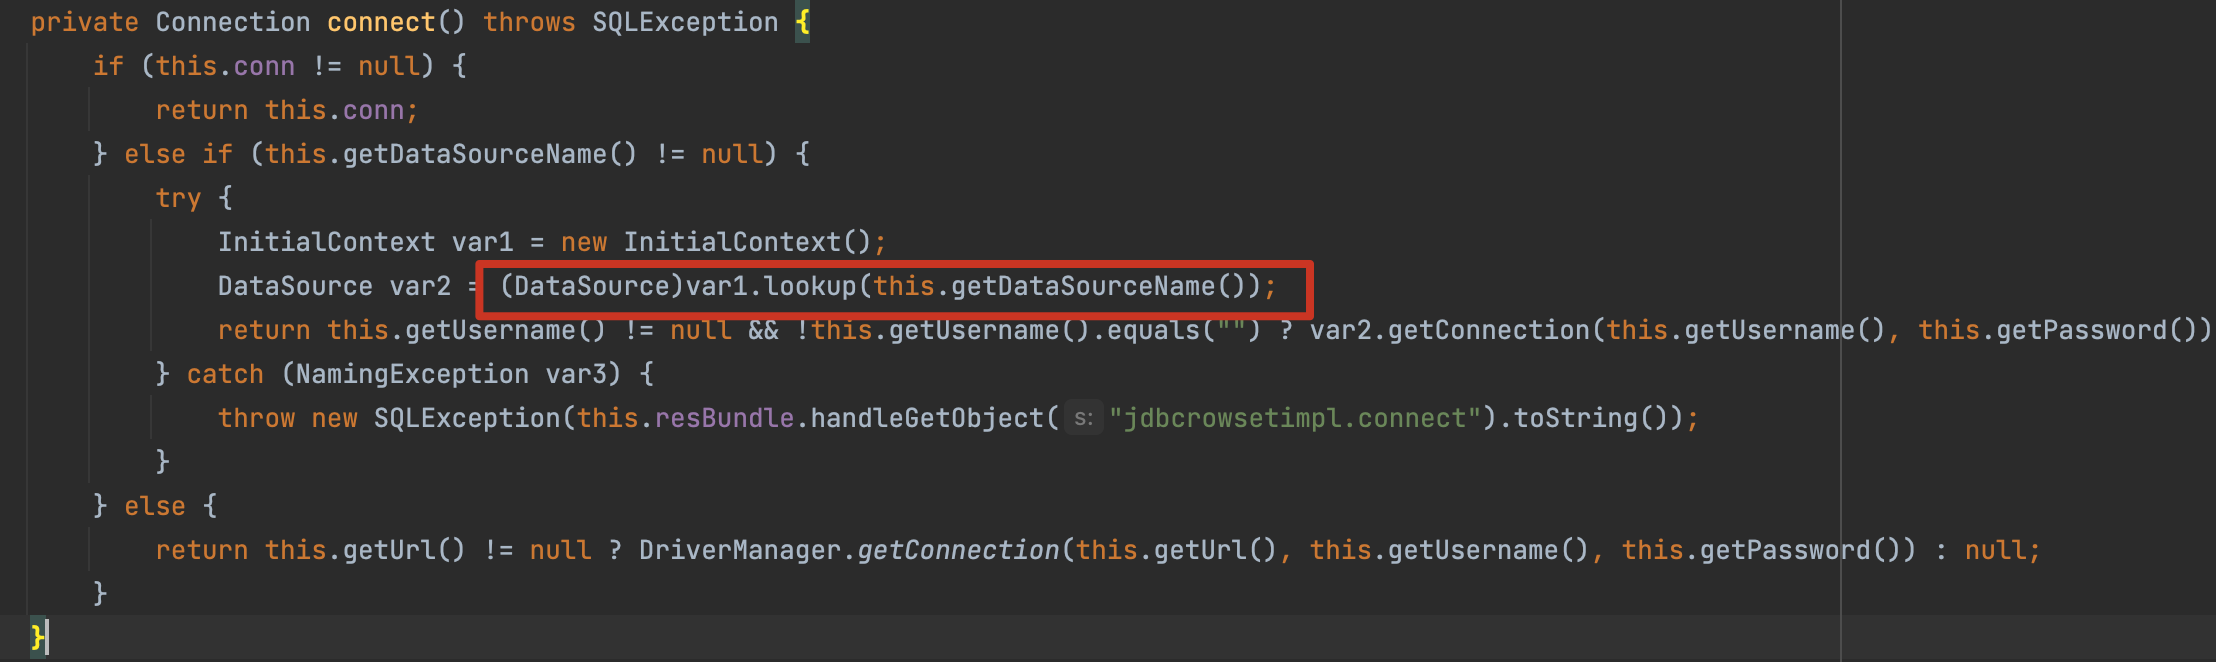 private Connection connect() throws SQLException {
if (this.conn != null) {
return this.conn;
} else if (this.getDataSourceName() != null) {
try {
InitialContext var1 = new InitialContext();
DataSource var2 = (DataSource)var1.lookup(this.getDataSourceName());
return this.getUsername() != null && !this.getUsername().equals("") ? var2.getConnection(this.getUsername(), this.getPassword())
} catch (NamingException var3) {
throw new SQLException(this.resBundle.handleGetObject( s: "jdbcrowsetimpl.connect").toString());
}
} else {
return this.getUrl() != null ? DriverManager.getConnection(this.getUrl(), this.getUsername(), this.getPassword()) : null;
}
}